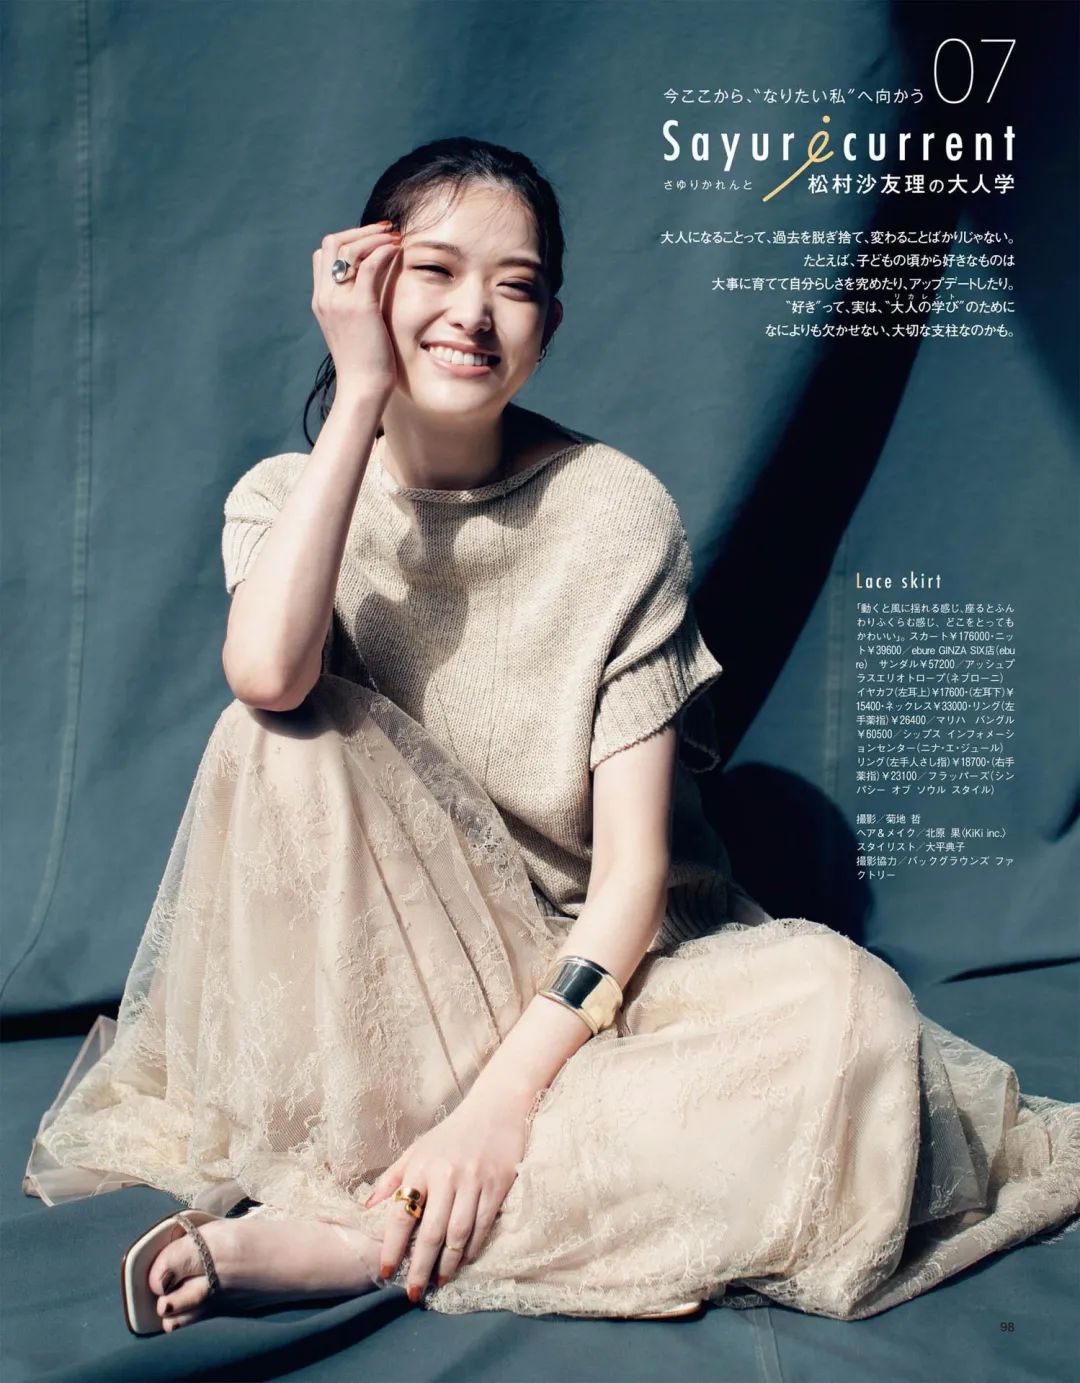 07
今ここから、“なりたい私”へ向かう
Sayuri current
さゆりかれんと
松村沙友理の大人学
大人になることって、過去を脱ぎ捨て、変わることばかりじゃない。
たとえば、子どもの頃から好きなものは
大事に育てて自分らしさを究めたり、アップデートしたり。
リカレント
“好き”って、実は、“大人の学び”のために
なによりも欠かせない、大切な支柱なのかも。
Lace skirt
「動くと風に揺れる感じ、座るとふん
わりふくらむ感じ、どこをとっても
かわいい」。スカート¥176000・ニッ
ト¥39600／ebure GINZA SIX店（ebu
re） サンダル¥57200／アッシュプ
ラスエリオトロープ（ネブローニ）
イヤカフ（左耳上）¥17600・（左耳下）¥
15400・ネックレス¥33000・リング（左
手薬指）¥26400／マリハ バングル
¥60500／シップス インフォメーシ
ョンセンター（ニナ・エ・ジュール）
リング（左手人さし指）¥18700・（右手
薬指）¥23100／フラッパーズ（シン
パシー オブ ソウル スタイル）
撮影／菊地 哲
ヘア＆メイク／北原 果〈KiKi inc.〉
スタイリスト／大平典子
撮影協力／バックグラウンズ ファ
クトリー
98